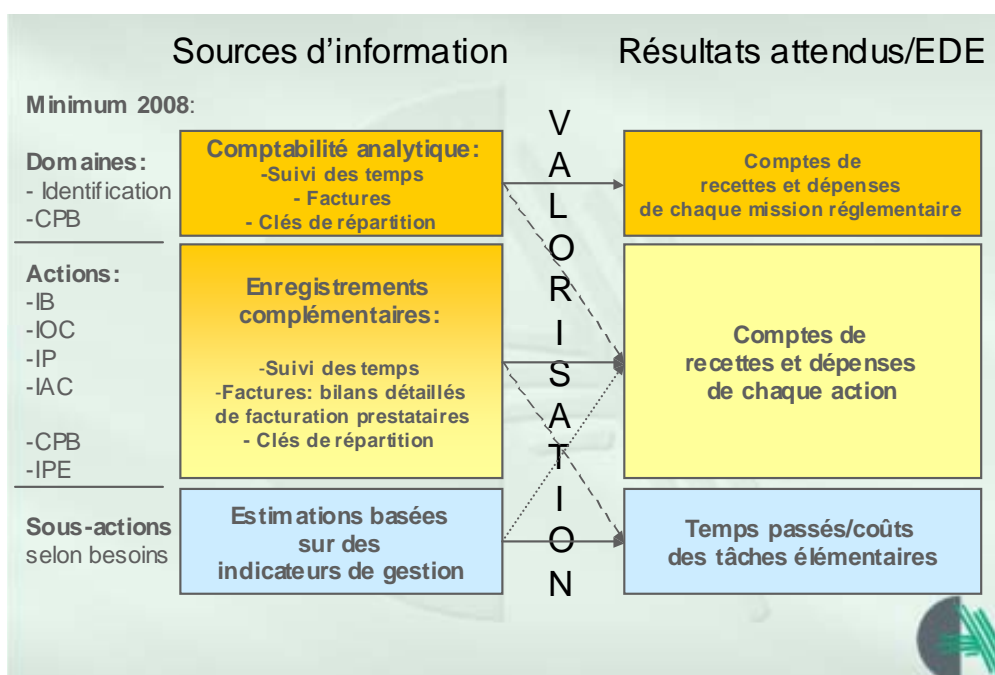 Sources d'information
Résultats attendus/EDE
Minimum 2008:
Domaines:
- Identification
-CPB
Comptabilité analytique:
-Suivi des temps
- Factures
- Clés de répartition
Comptes de
recettes et dépenses
de chaque mission réglementaire
Actions:
-IB
-IOC
-IP
-IAC
-CPB
-IPE
Enregistrements
complémentaires:
-Suivi des temps
-Factures: bilans détaillés
de facturation prestataires
- Clés de répartition
Comptes de
recettes et dépenses
de chaque action
Sous-actions
selon besoins
Estimations basées
sur des
indicateurs de gestion
Temps passés/coûts
des tâches élémentaires
V
A
L
O
R
I
S
A
T
I
O
N